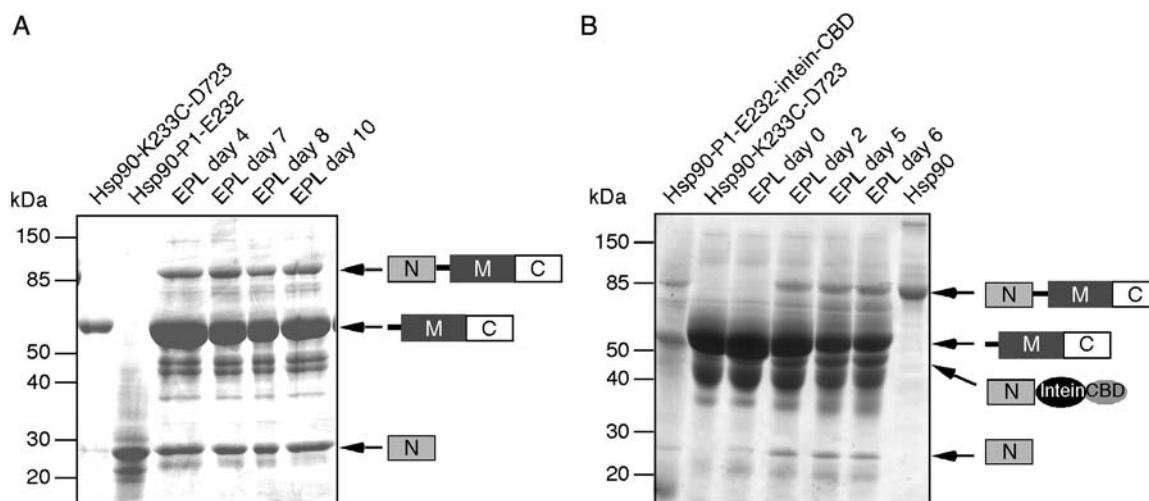 A
Hsp90-K233C-D723
Hsp90-P1-E232
EPL day 4
EPL day 7
EPL day 8
EPL day 10
kDa
150
85
50
40
30
20
N M C
M C
N
B
Hsp90-P1-E232-intein-CBD
Hsp90-K233C-D723
EPL day 0
EPL day 2
EPL day 5
EPL day 6
Hsp90
kDa
150
85
50
40
30
20
N M C
M C
N Intein CBD
N